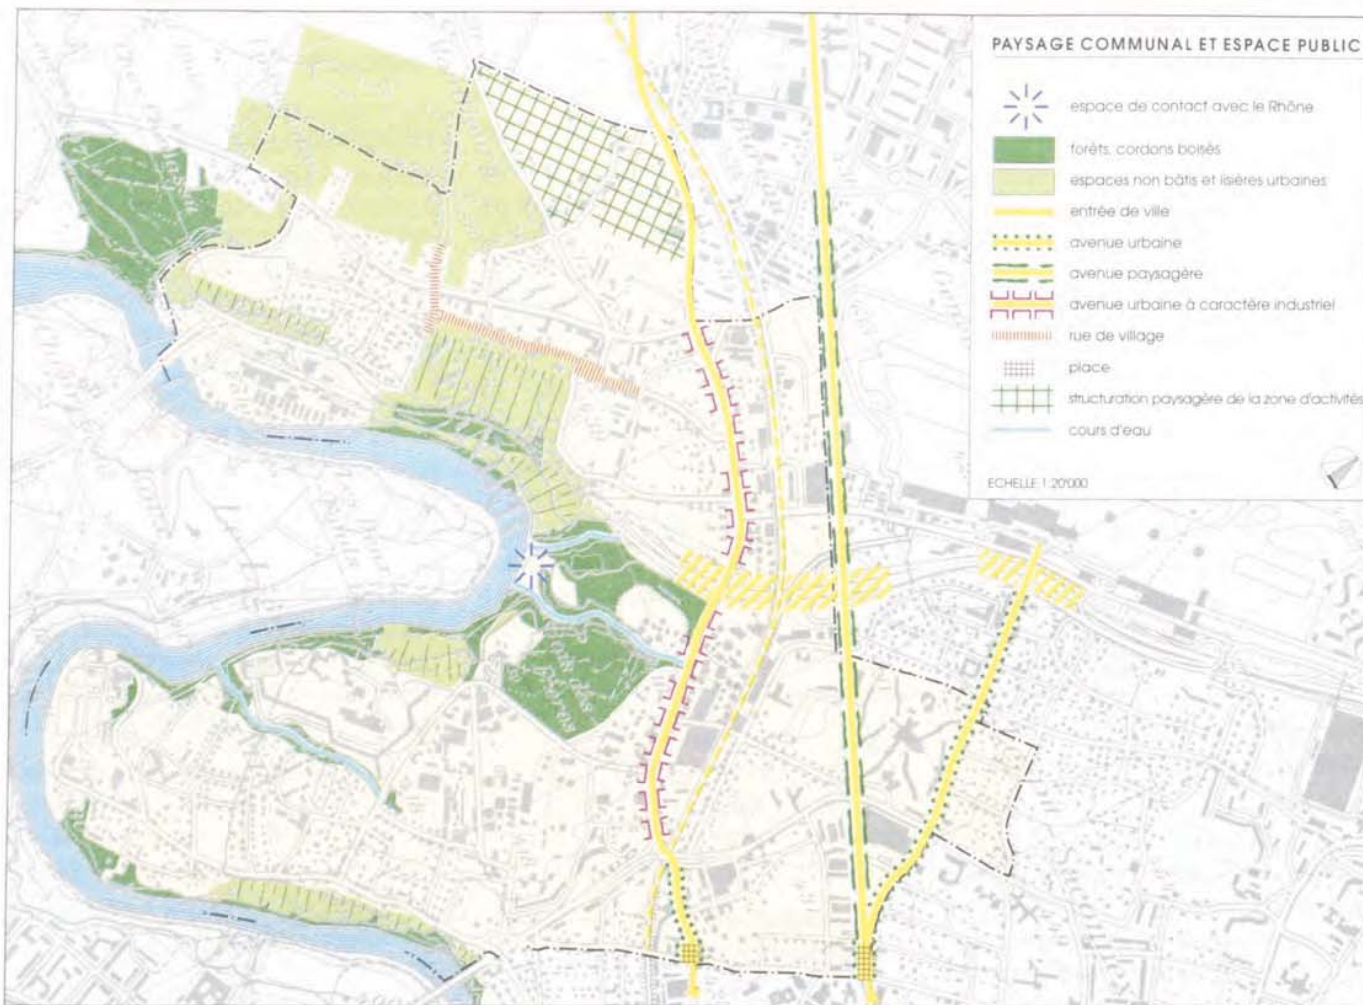 PAYSAGE COMMUNAL ET ESPACE PUBLIC
espace de contact avec le Rhône
forêts, cordons boisés
espaces non bâtis et lisières urbaines
entrée de ville
avenue urbaine
avenue paysagère
avenue urbaine à caractère industriel
rue de village
place
structuration paysagère de la zone d'activités
cours d'eau
ECHELLE 1:20'000